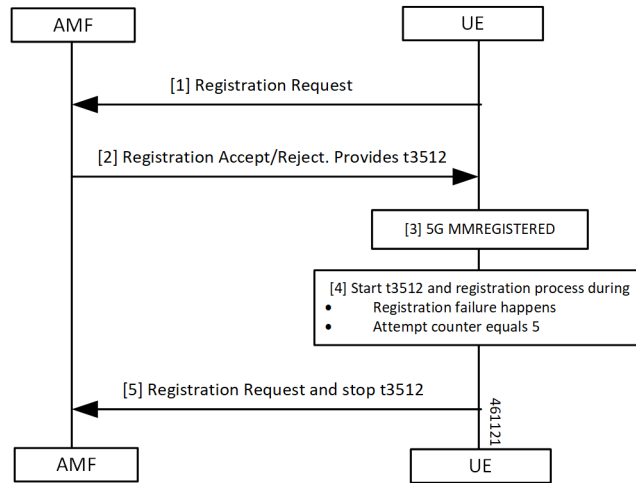 AMF
UE
[1] Registration Request
[2] Registration Accept/Reject. Provides t3512
[3] 5G MMREGISTERED
[4] Start t3512 and registration process during
• Registration failure happens
• Attempt counter equals 5
[5] Registration Request and stop t3512
461121
AMF
UE